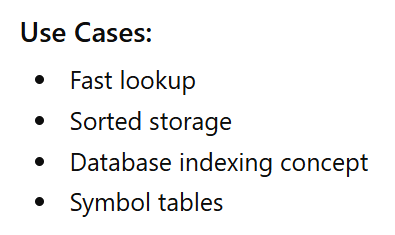 Use Cases:
• Fast lookup
• Sorted storage
• Database indexing concept
• Symbol tables